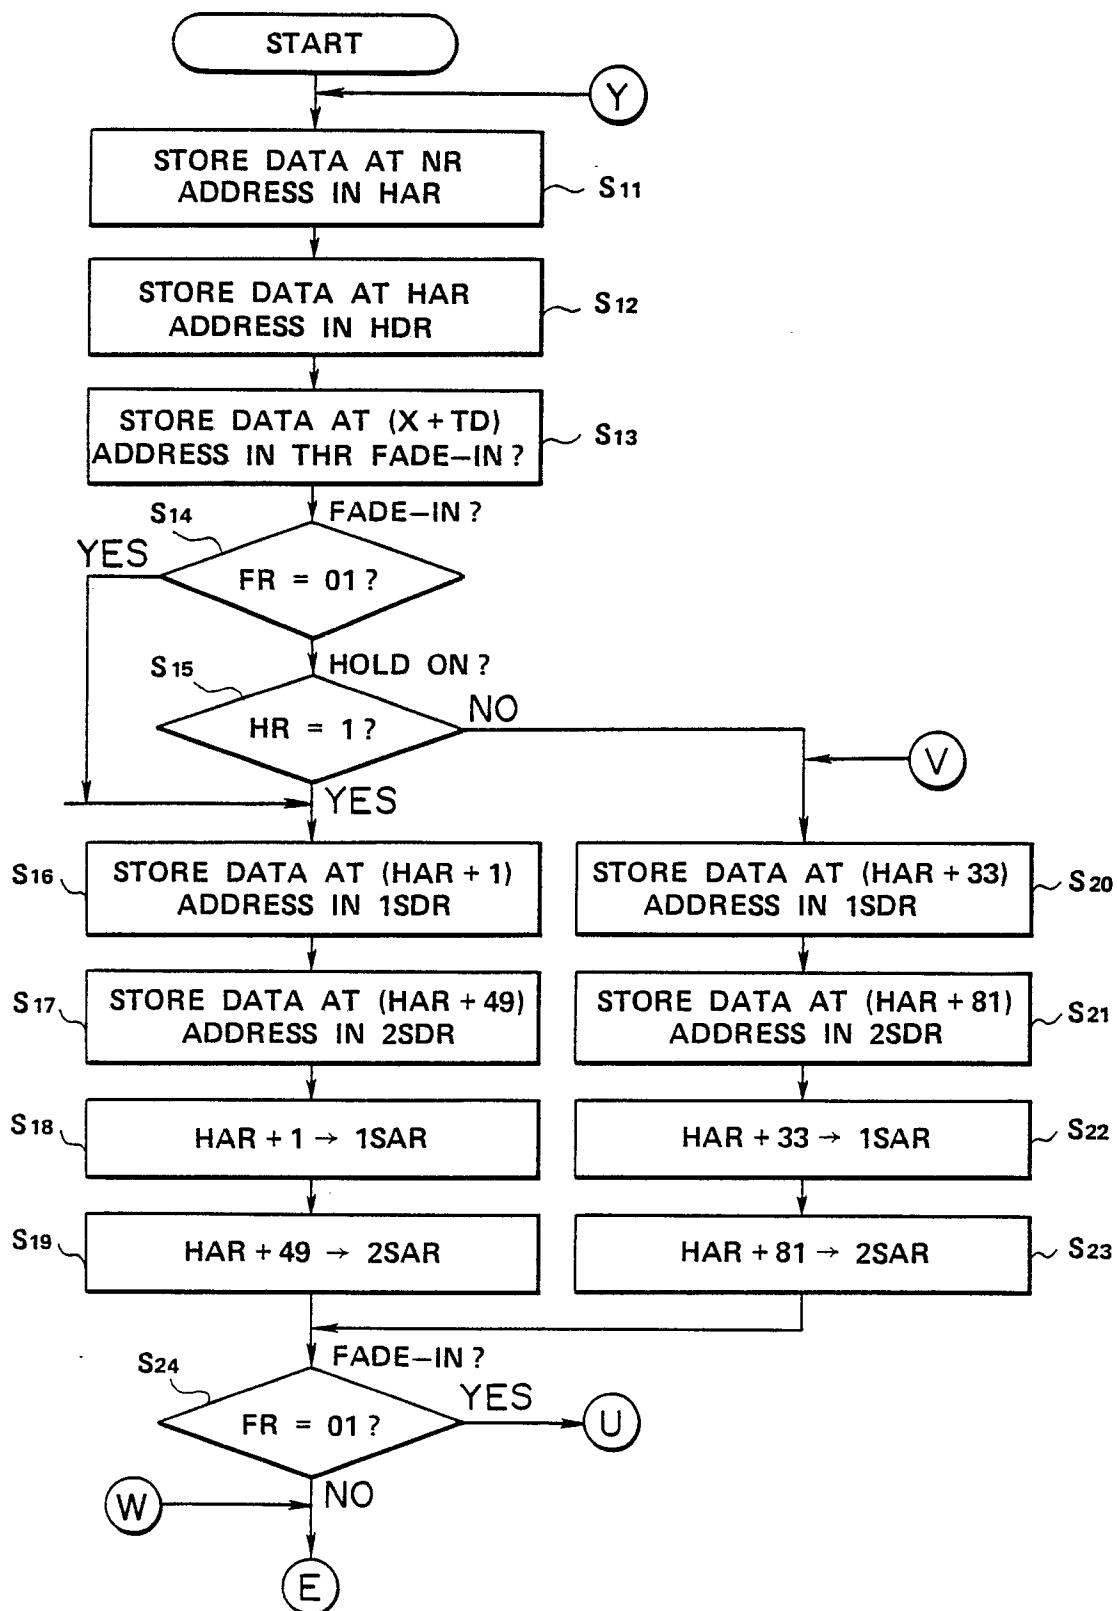 START
Y
STORE DATA AT NR
ADDRESS IN HAR
S11
STORE DATA AT HAR
ADDRESS IN HDR
S12
STORE DATA AT (X + TD)
ADDRESS IN THR FADE-IN ?
S13
FADE-IN ?
S14
YES
FR = 01 ?
HOLD ON ?
S15
HR = 1 ?
NO
V
YES
S16
STORE DATA AT (HAR + 1)
ADDRESS IN 1SDR
STORE DATA AT (HAR + 33)
ADDRESS IN 1SDR
S20
S17
STORE DATA AT (HAR + 49)
ADDRESS IN 2SDR
STORE DATA AT (HAR + 81)
ADDRESS IN 2SDR
S21
S18
HAR + 1 → 1SAR
HAR + 33 → 1SAR
S22
S19
HAR + 49 → 2SAR
HAR + 81 → 2SAR
S23
FADE-IN ?
S24
FR = 01 ?
YES
U
W
NO
E